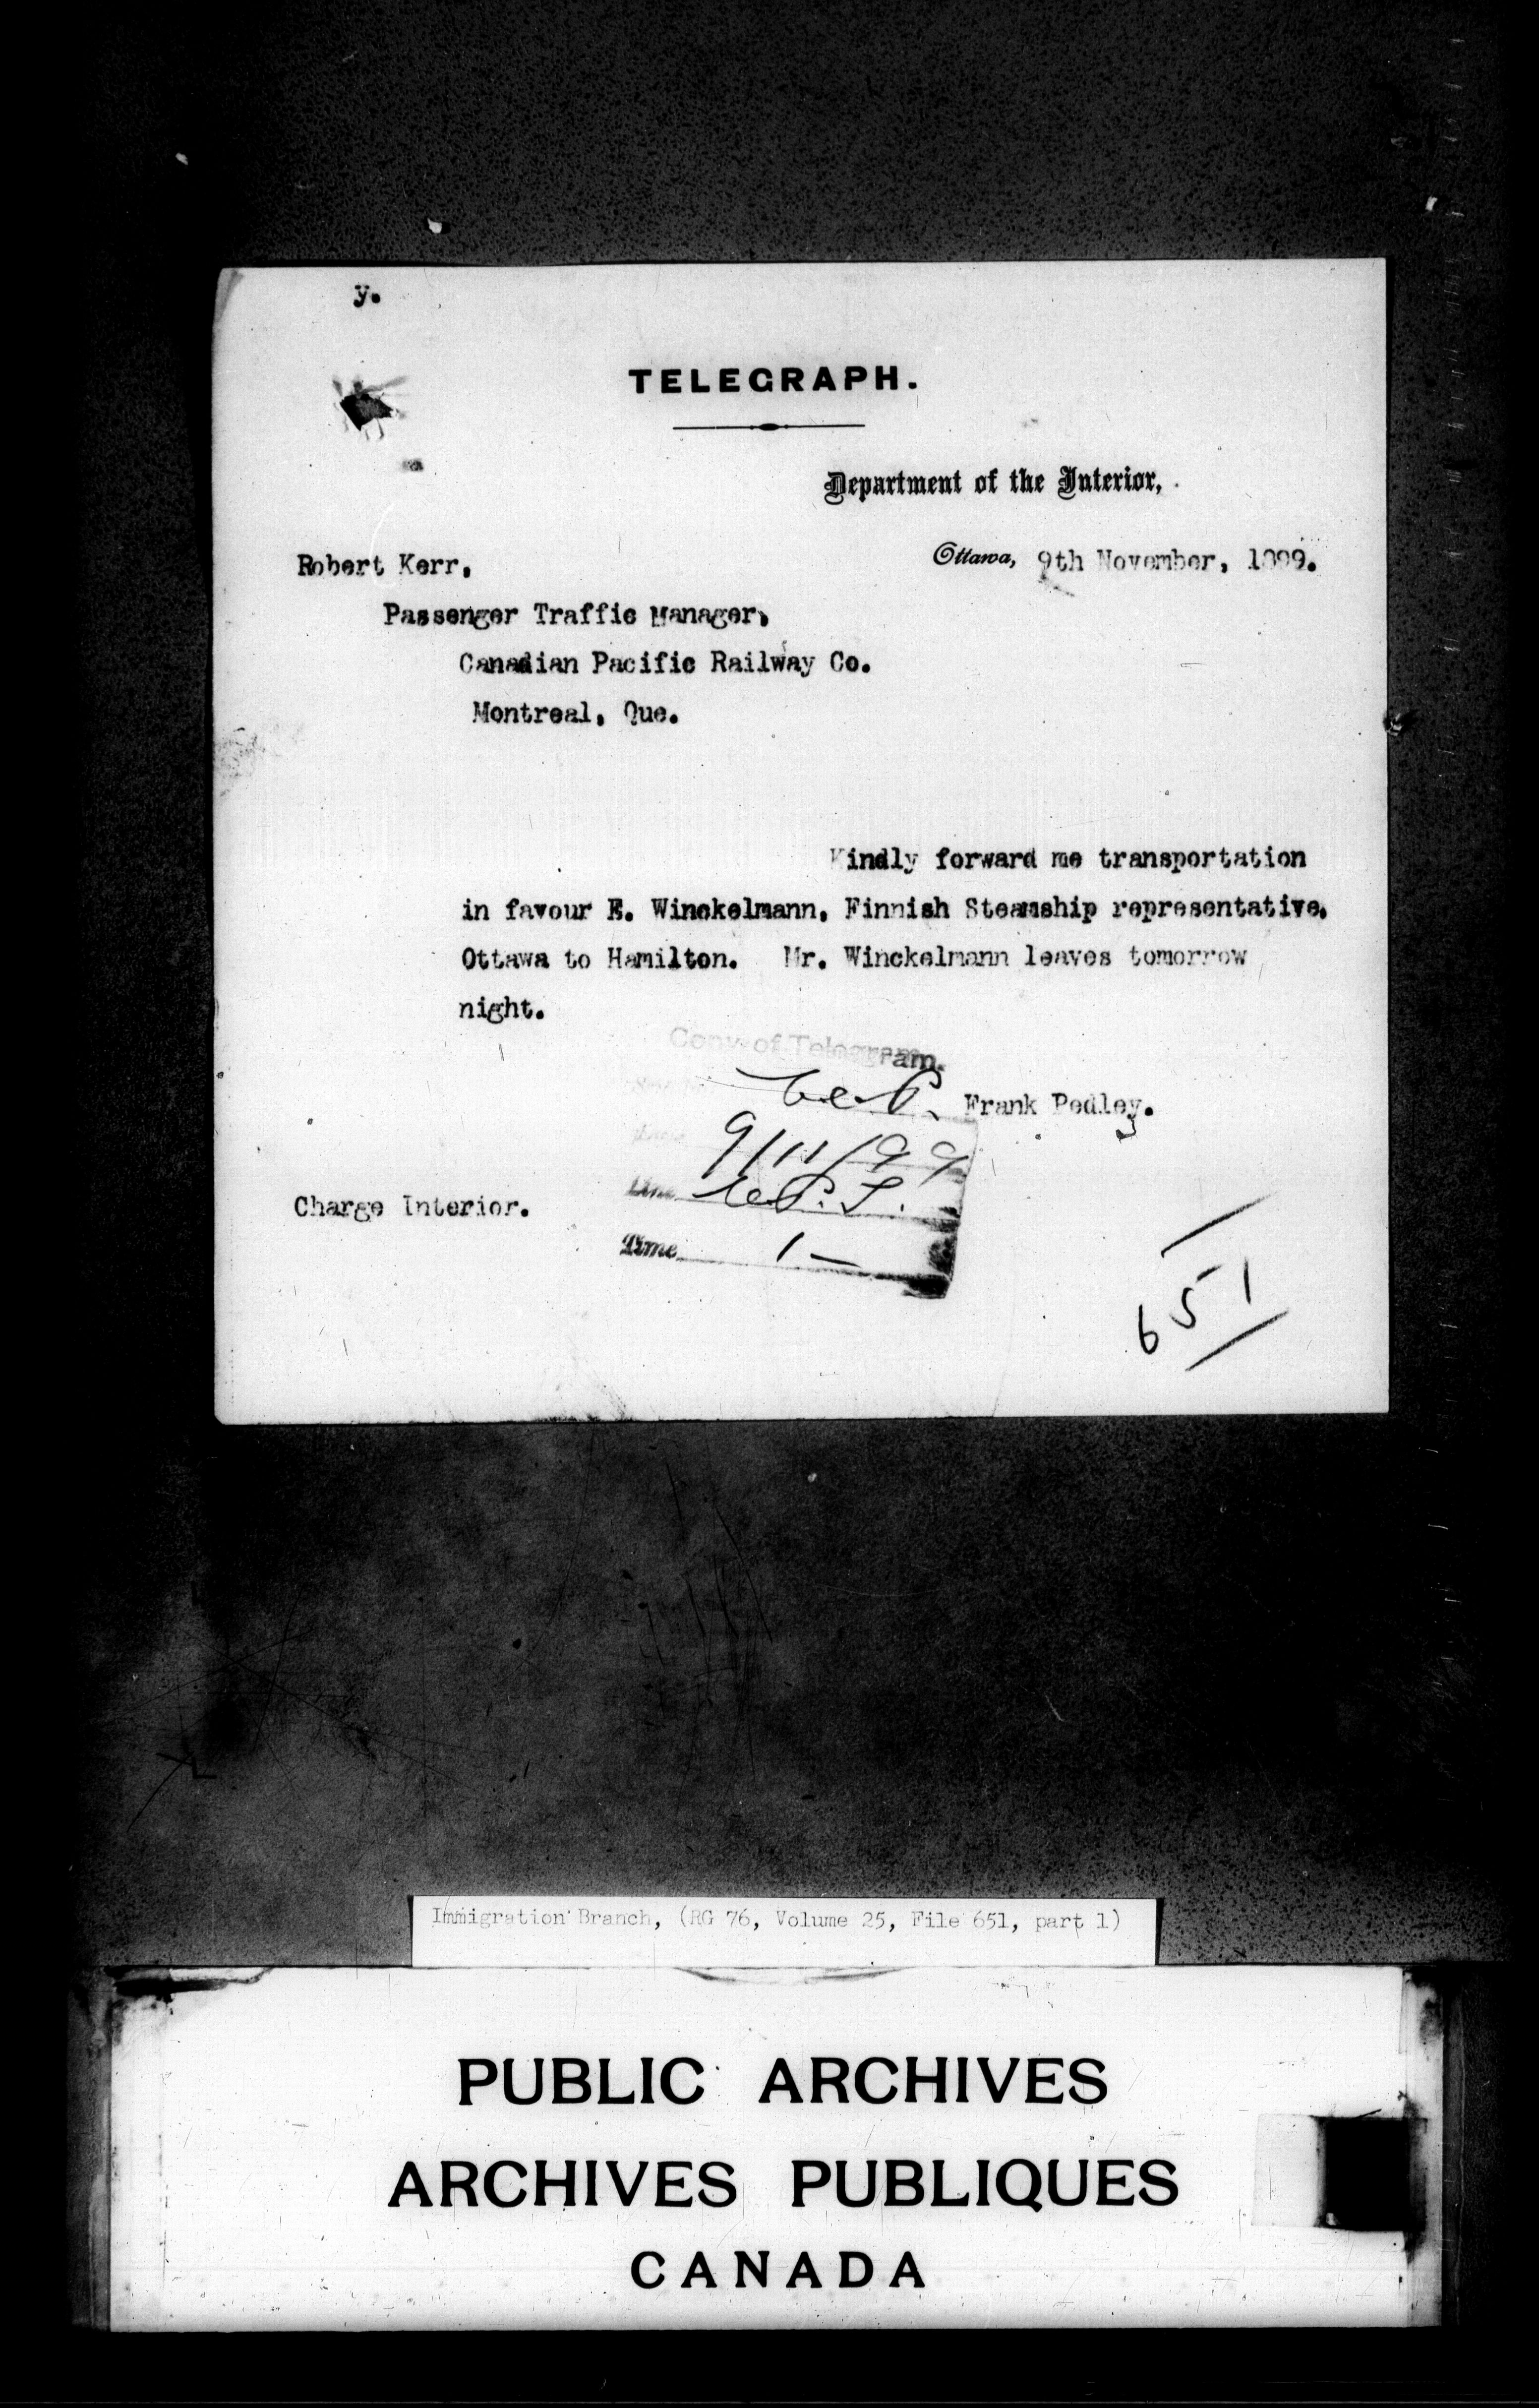 y.
TELEGRAPH.
Department of the Interior,
Ottawa, 9th November, 1899.
Robert Kerr,
Passenger Traffic Manager,
Canadian Pacific Railway Co.
Montreal, Que.
Kindly forward me transportation
in favour E. Winckelmann, Finnish Steamship representative,
Ottawa to Hamilton. Mr. Winckelmann leaves tomorrow
night.
Copy of Telegram.
Frank Pedley.
9/11/99
Charge Interior.
Line
Time 1 —
651
Immigration Branch, (RG 76, Volume 25, File 651, part 1)
PUBLIC ARCHIVES
ARCHIVES PUBLIQUES
CANADA